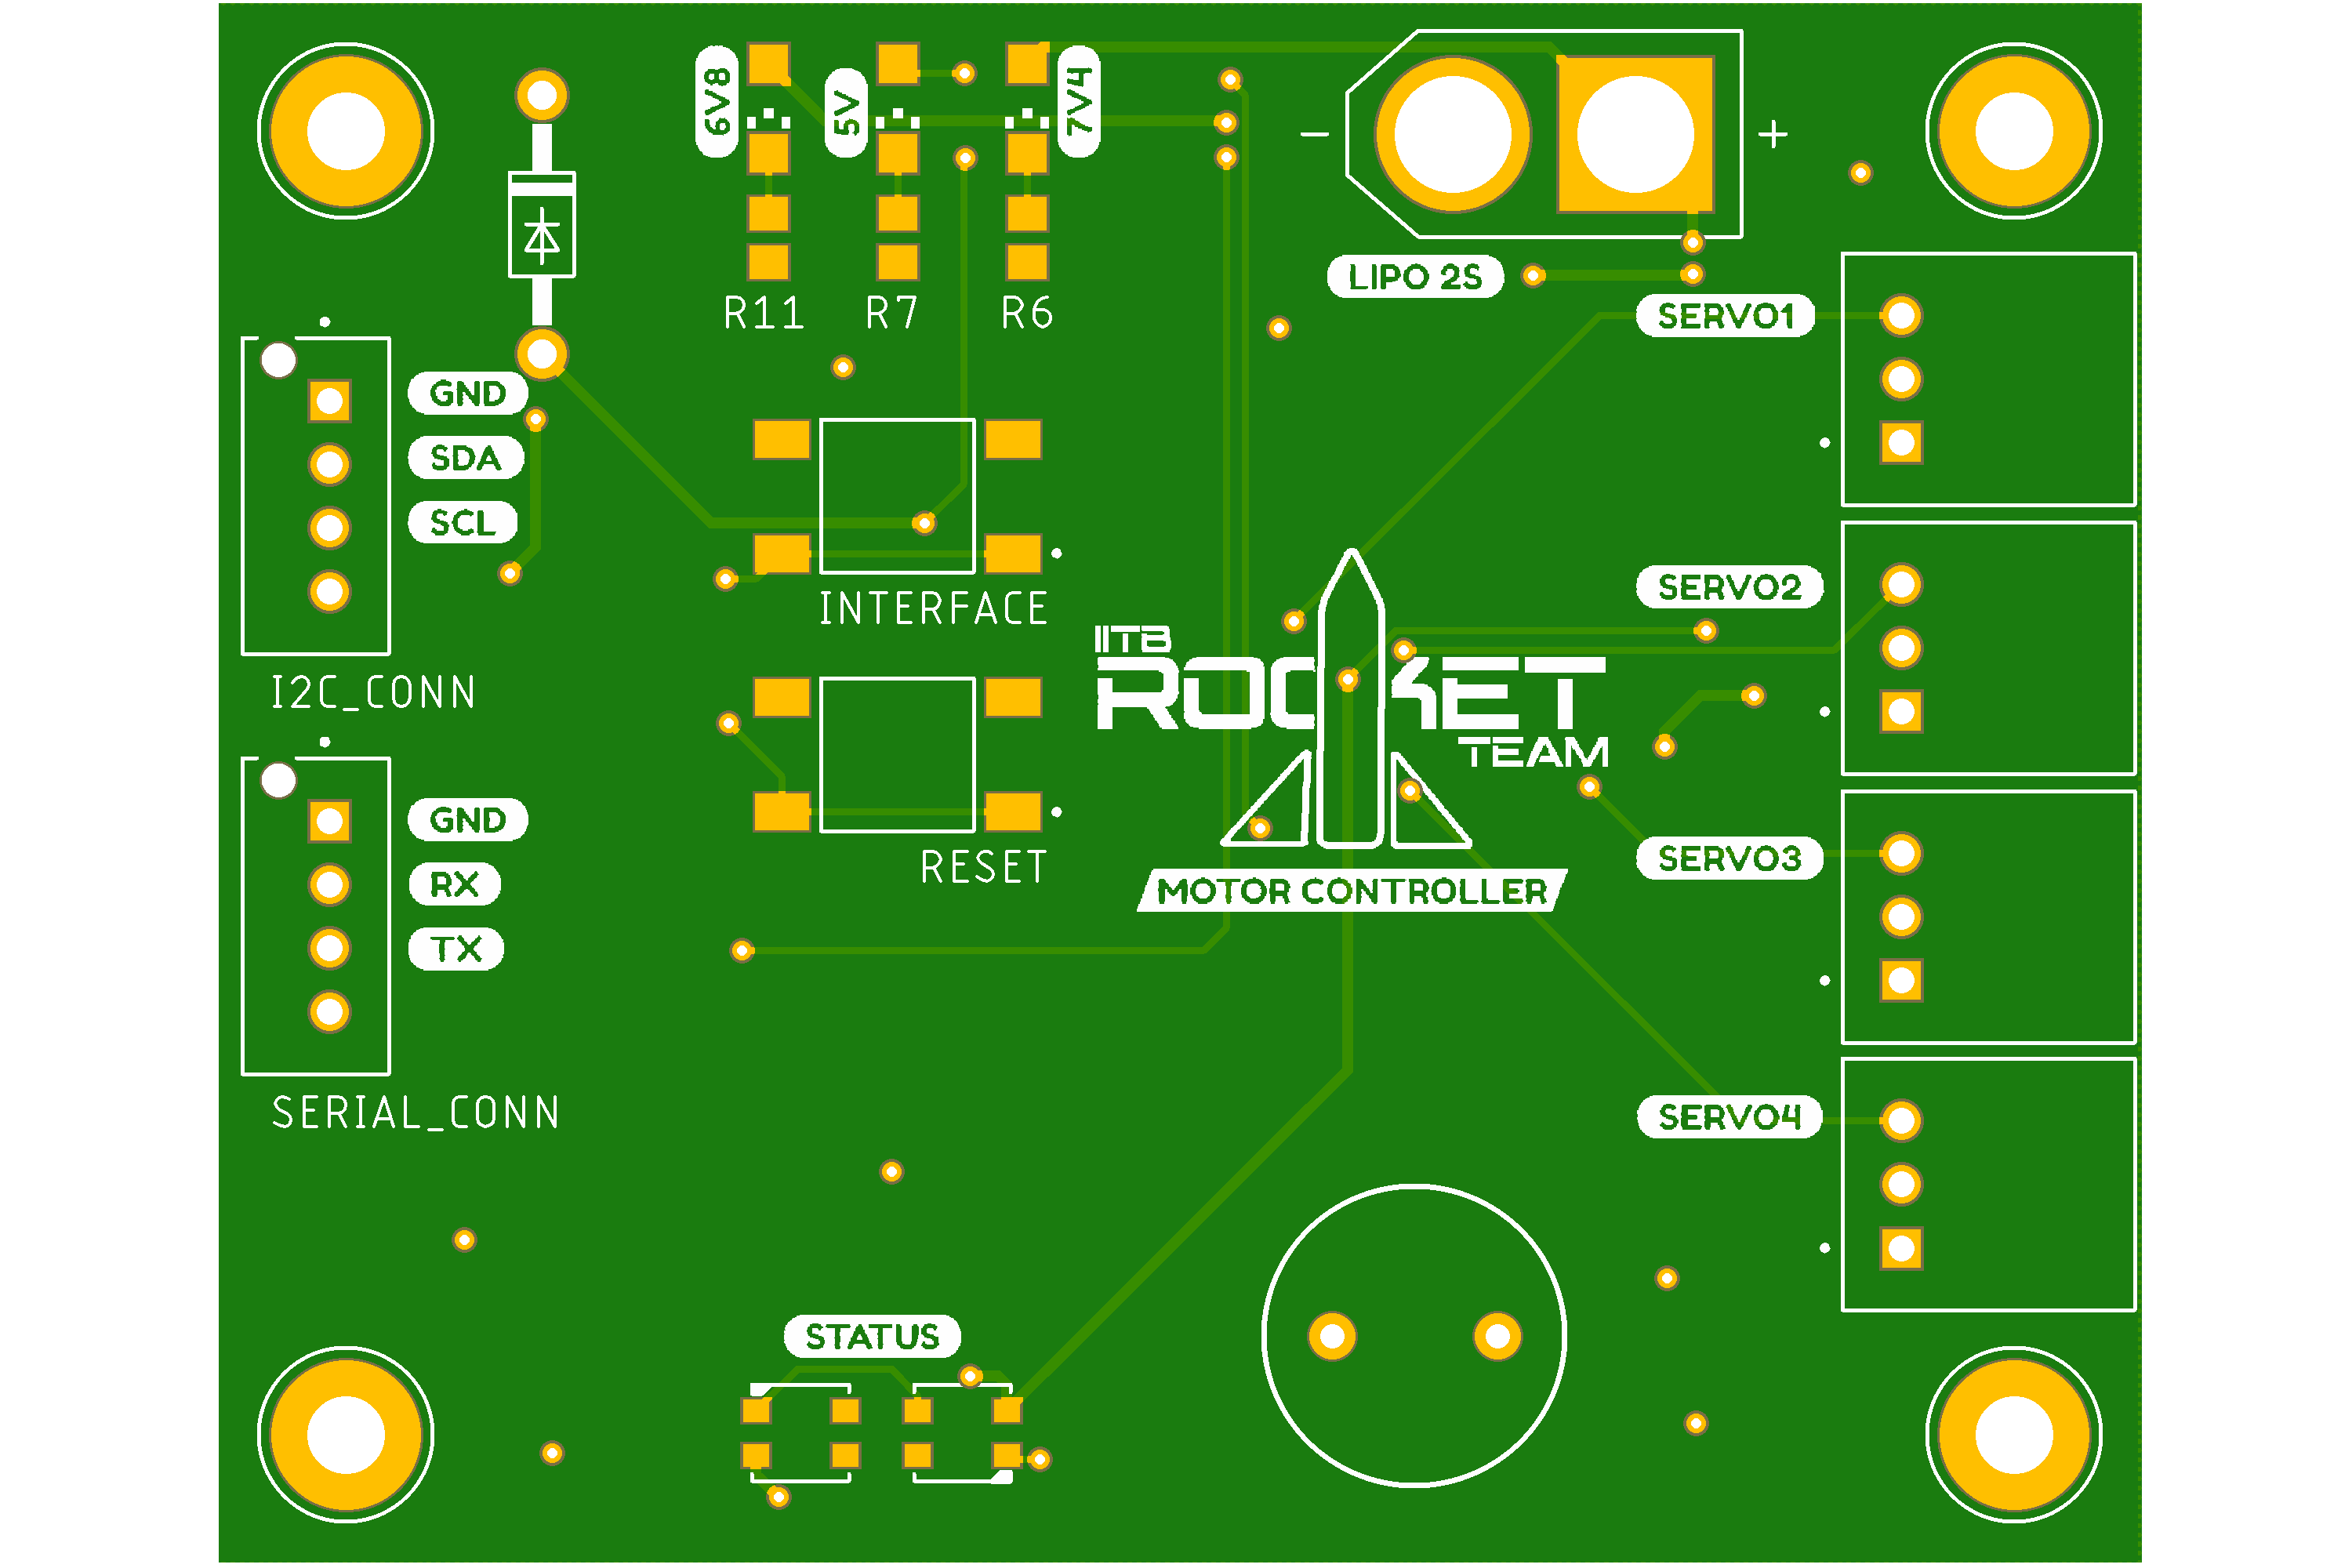 6V8
5V
7V4
−
+
R11
R7
R6
LIPO 2S
SERVO1
GND
SDA
SCL
I2C_CONN
INTERFACE
SERVO2
IITB
ROCKET
TEAM
MOTOR CONTROLLER
GND
RX
TX
SERIAL_CONN
RESET
SERVO3
SERVO4
STATUS